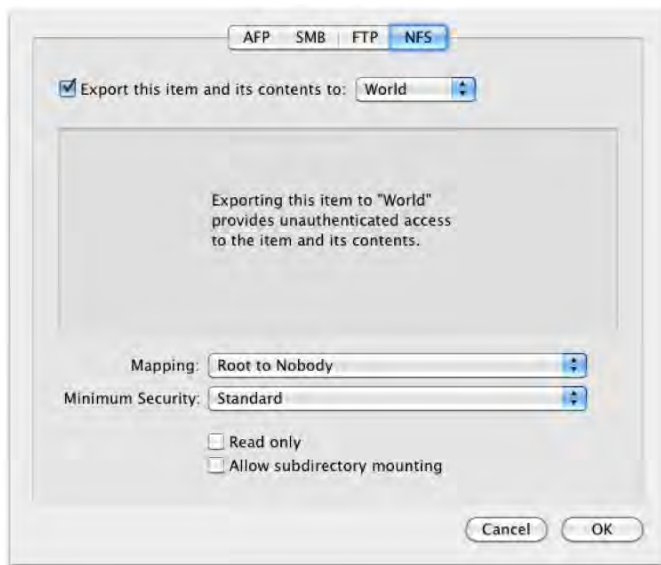 AFP SMB FTP NFS
Export this item and its contents to: World
Exporting this item to "World"
provides unauthenticated access
to the item and its contents.
Mapping: Root to Nobody
Minimum Security: Standard
Read only
Allow subdirectory mounting
Cancel OK